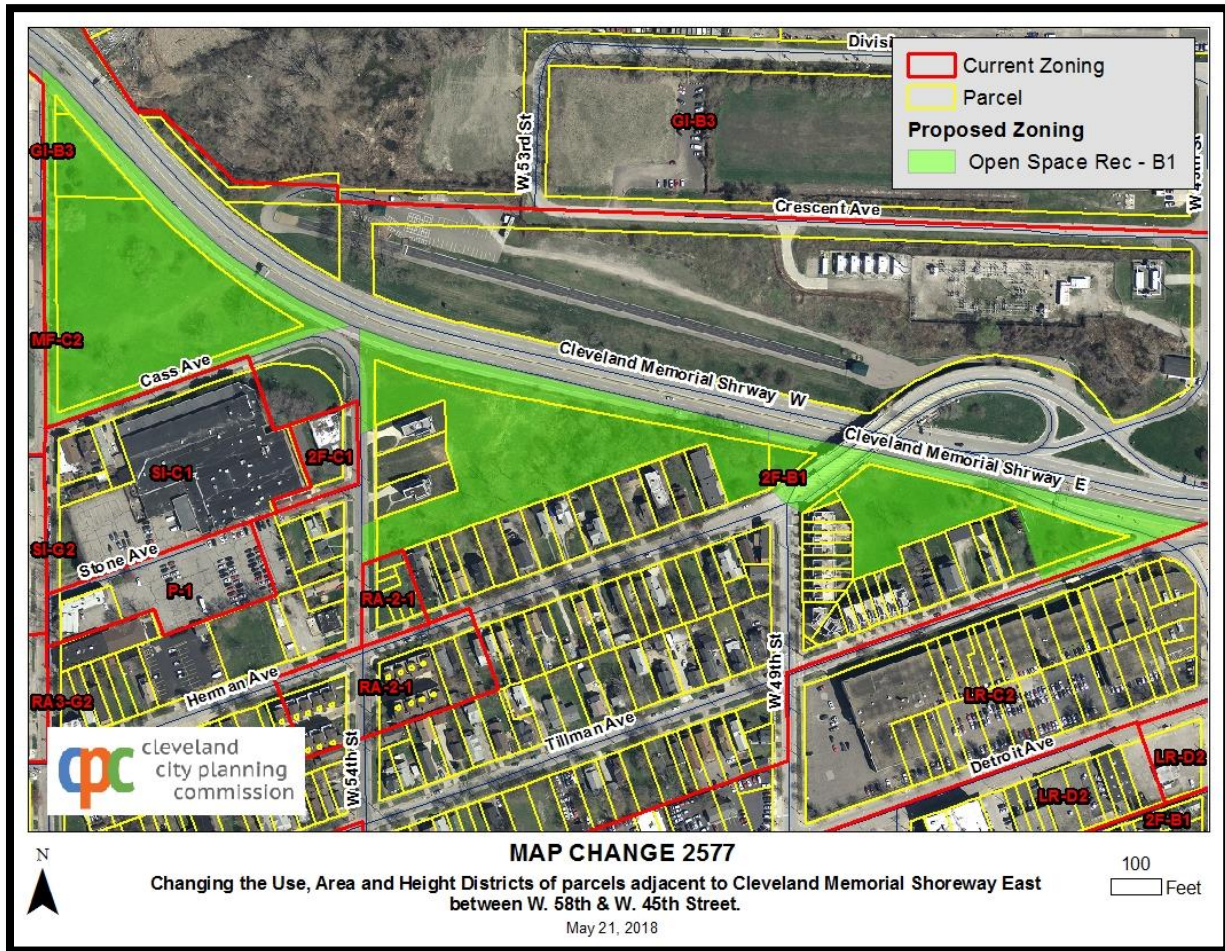 Divisi
Current Zoning
Parcel
Proposed Zoning
Open Space Rec - B1
GI-B3
W 53rd St
GI-B3
W 45th St
Crescent Ave
MF-C2
Cass Ave
Cleveland Memorial Shrway W
Cleveland Memorial Shrway E
2F-C1
SI-C1
2F-B1
SI-G2
Stone Ave
P-1
RA-2-1
RA3-G2
Herman Ave
RA-2-1
W 49th St
LR-C2
Tillman Ave
W 54th St
Detroit Ave
LR-D2
LR-D2
2F-B1
cpc
cleveland
city planning
commission
N
MAP CHANGE 2577
Changing the Use, Area and Height Districts of parcels adjacent to Cleveland Memorial Shoreway East
between W. 58th & W. 45th Street.
May 21, 2018
100
Feet